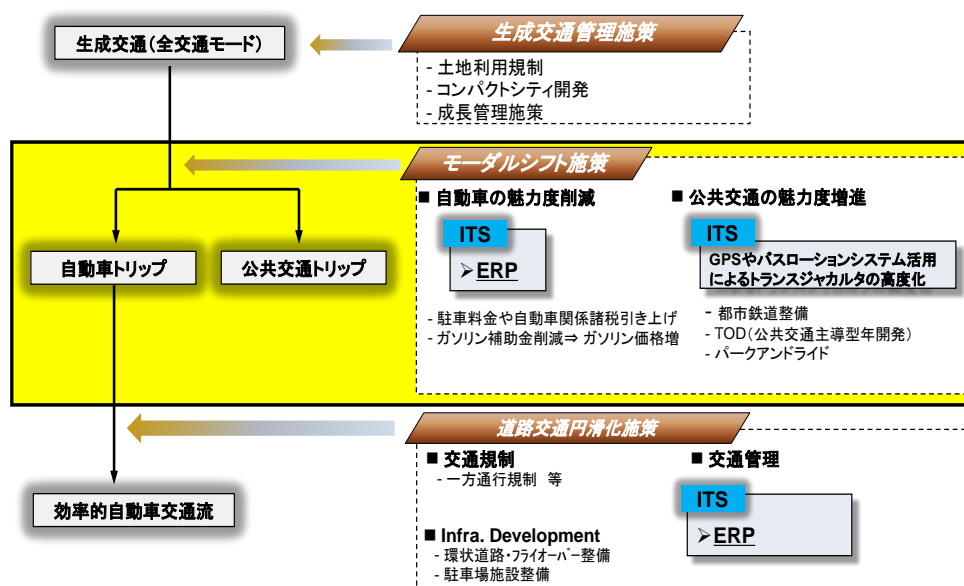 生成交通(全交通モード)
生成交通管理施策
- 土地利用規制
- コンパクトシティ開発
- 成長管理施策
モーダルシフト施策
■ 自動車の魅力度削減
ITS
➢ERP
- 駐車料金や自動車関係諸税引き上げ
- ガソリン補助金削減⇒ ガソリン価格増
■ 公共交通の魅力度増進
ITS
GPSやバスローションシステム活用
によるトランスジャカルタの高度化
- 都市鉄道整備
- TOD(公共交通主導型年開発)
- パークアンドライド
自動車トリップ
公共交通トリップ
道路交通円滑化施策
■ 交通規制
- 一方通行規制 等
■ Infra. Development
- 環状道路・フライオーバー整備
- 駐車場施設整備
■ 交通管理
ITS
➢ERP
効率的自動車交通流